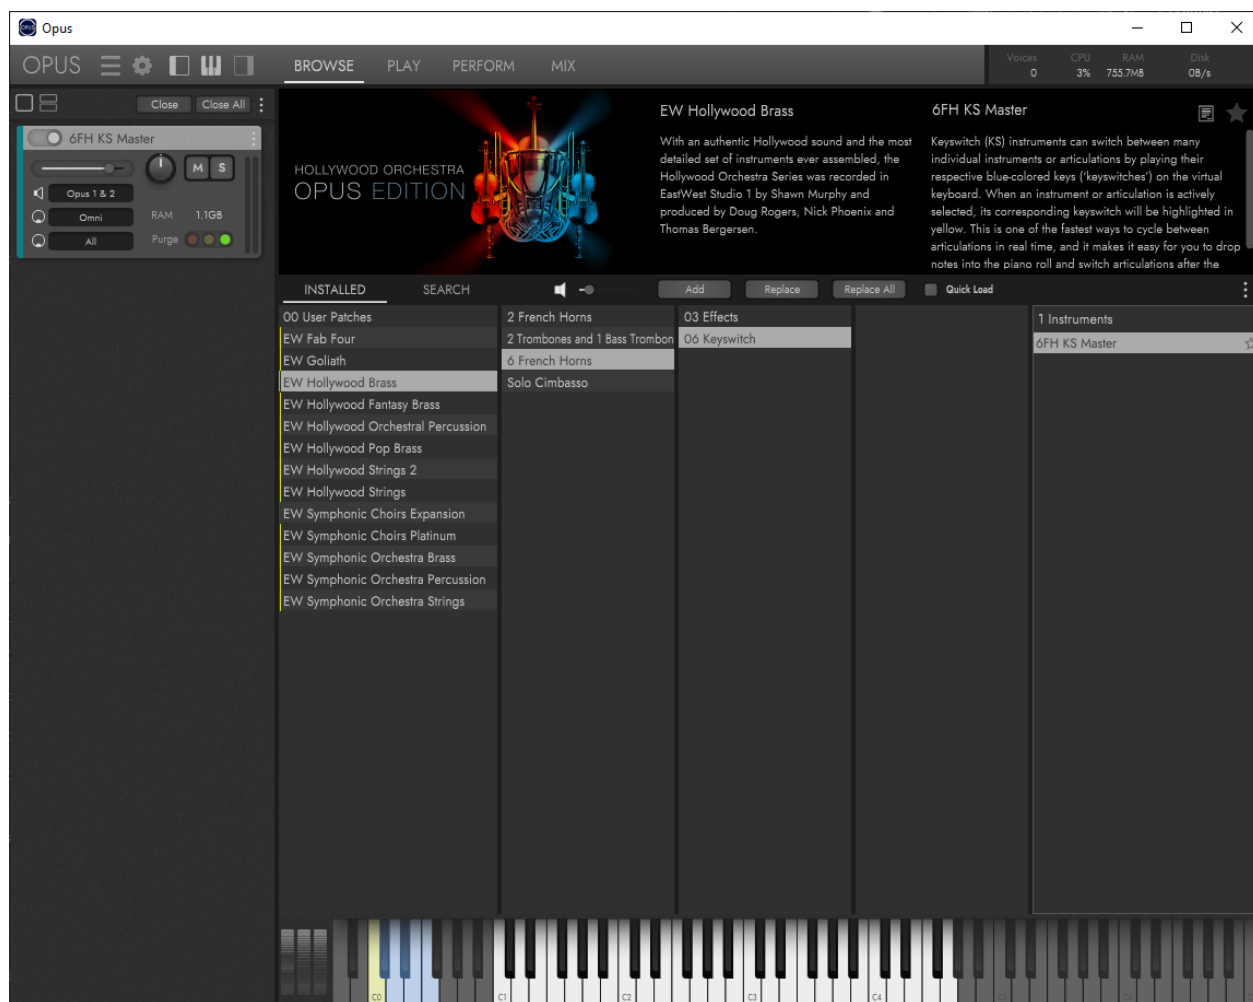 Opus
OPUS
BROWSE PLAY PERFORM MIX
Voices CPU RAM Disk
0 3% 755.7MB 0B/s
Close Close All
6FH KS Master
M S
Opus 1 & 2
Omni RAM 1.1GB
All Purge
HOLLYWOOD ORCHESTRA
OPUS EDITION
EW Hollywood Brass
With an authentic Hollywood sound and the most
detailed set of instruments ever assembled, the
Hollywood Orchestra Series was recorded in
EastWest Studio 1 by Shawn Murphy and
produced by Doug Rogers, Nick Phoenix and
Thomas Bergersen.
6FH KS Master
Keyswitch (KS) instruments can switch between many
individual instruments or articulations by playing their
respective blue-colored keys ('keyswitches') on the virtual
keyboard. When an instrument or articulation is actively
selected, its corresponding keyswitch will be highlighted in
yellow. This is one of the fastest ways to cycle between
articulations in real time, and it makes it easy for you to drop
notes into the piano roll and switch articulations after the
INSTALLED SEARCH Add Replace Replace All Quick Load
00 User Patches
EW Fab Four
EW Goliath
EW Hollywood Brass
EW Hollywood Fantasy Brass
EW Hollywood Orchestral Percussion
EW Hollywood Pop Brass
EW Hollywood Strings 2
EW Hollywood Strings
EW Symphonic Choirs Expansion
EW Symphonic Choirs Platinum
EW Symphonic Orchestra Brass
EW Symphonic Orchestra Percussion
EW Symphonic Orchestra Strings
2 French Horns
2 Trombones and 1 Bass Trombon
6 French Horns
Solo Cimbasso
03 Effects
06 Keyswitch
1 Instruments
6FH KS Master
C0 C1 C2 C3 C4